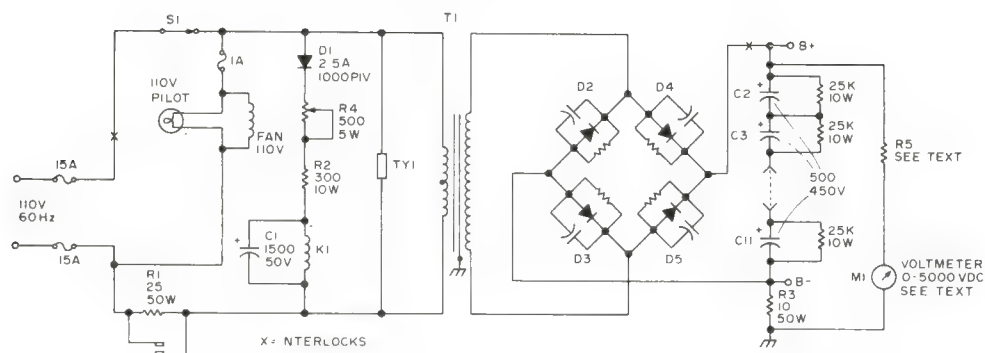 S1
T1
1A
D1
2.5A
1000PIV
110V
PILOT
R4
500
5W
FAN
110V
15A
R2
300
10W
TY1
110V
60Hz
C1
1500
50V
K1
15A
R1
25
50W
X = NTERLOCKS
D2
D4
D3
D5
B+
C2
25K
10W
C3
25K
10W
R5
SEE TEXT
500
450V
C11
25K
10W
B-
R3
10
50W
M1
VOLTMETER
0-5000 VDC
SEE TEXT